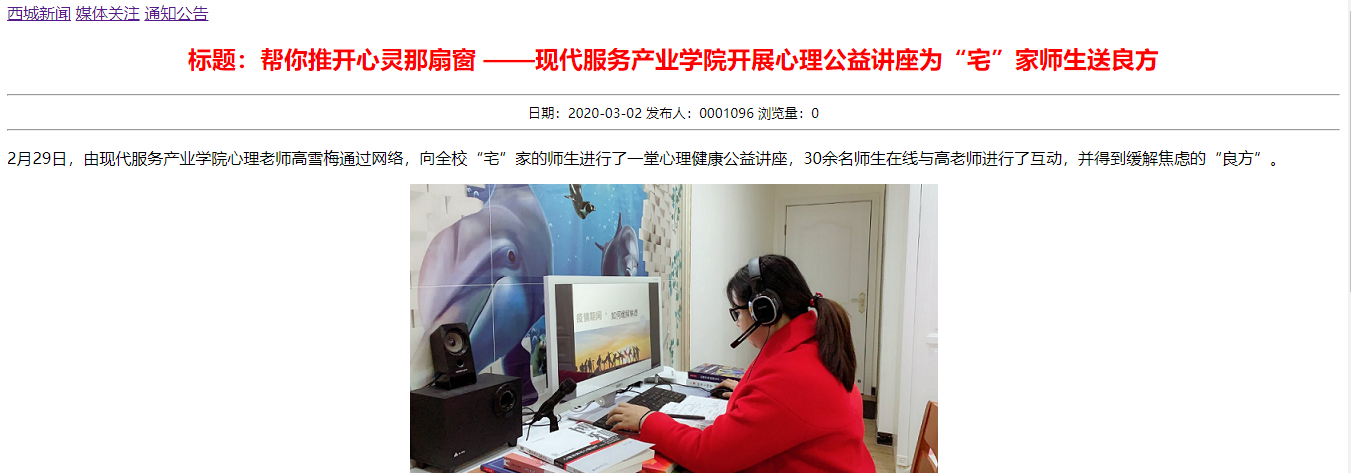 西城新闻 媒体关注 通知公告
标题：帮你推开心灵那扇窗 ——现代服务产业学院开展心理公益讲座为“宅”家师生送良方
日期：2020-03-02 发布人：0001096 浏览量：0
2月29日，由现代服务产业学院心理老师高雪梅通过网络，向全校“宅”家的师生进行了一堂心理健康公益讲座，30余名师生在线与高老师进行了互动，并得到缓解焦虑的“良方”。
疫情期间 · 如何缓解焦虑